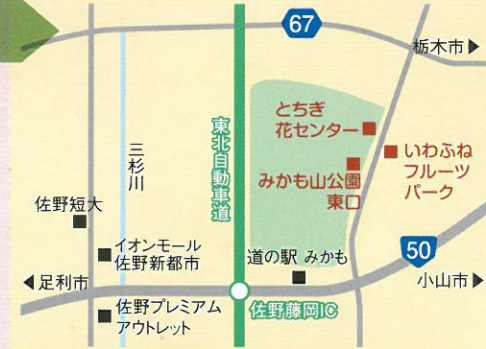 67
栃木市▶
とちぎ
花センター
いわふね
フルーツ
パーク
みかも山公園
東口
東北自動車道
三杉川
佐野短大
イオンモール
佐野新都市
道の駅 みかも
50
◀足利市
小山市▶
佐野プレミアム
アウトレット
佐野藤岡IC